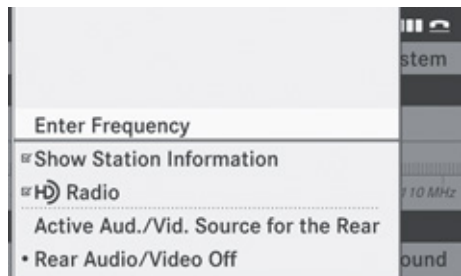 stem
Enter Frequency
Show Station Information
HD Radio
110 MHz
Active Aud./Vid. Source for the Rear
• Rear Audio/Video Off
ound